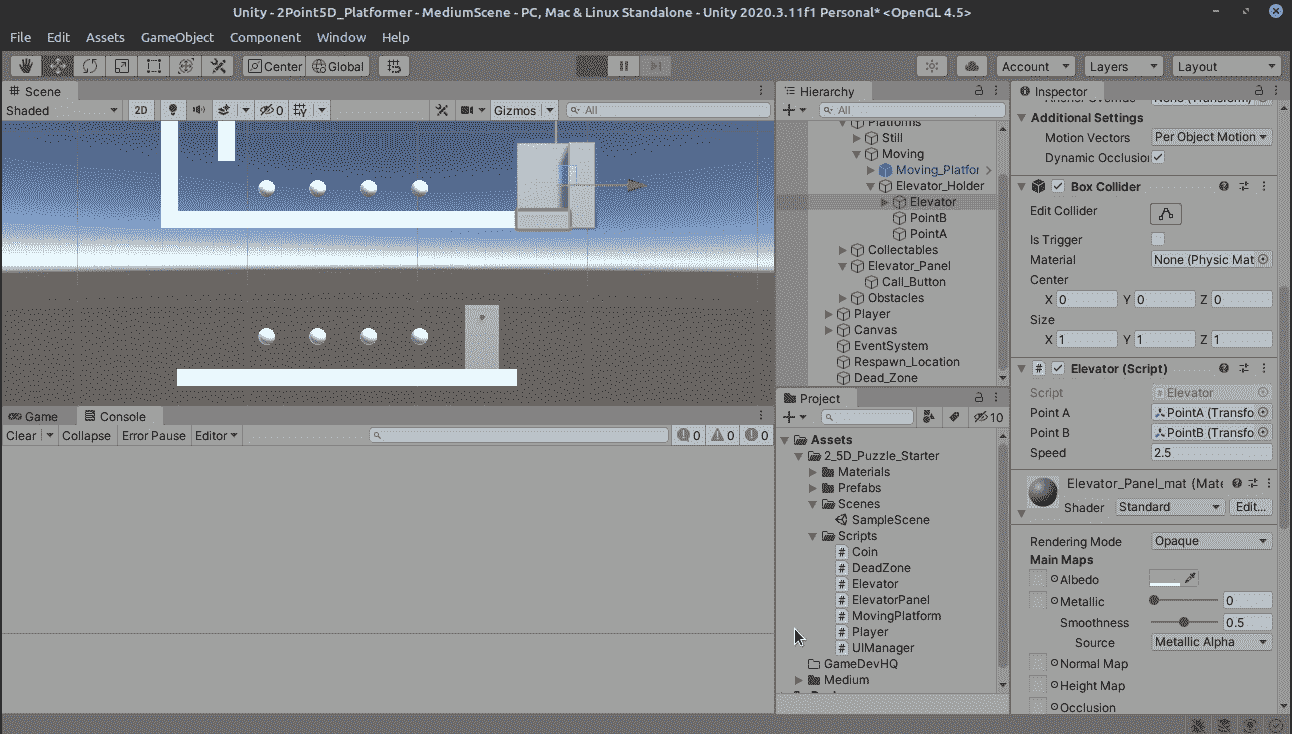 Unity - 2Point5D_Platformer - MediumScene - PC, Mac & Linux Standalone - Unity 2020.3.11f1 Personal* <OpenGL 4.5>
File Edit Assets GameObject Component Window Help
Center Global Account Layers Layout
Scene
Shaded 2D 0 Gizmos All
Hierarchy
All
Platforms
Still
Moving
Moving_Platfor
Elevator_Holder
Elevator
PointB
PointA
Collectables
Elevator_Panel
Call_Button
Obstacles
Player
Canvas
EventSystem
Respawn_Location
Dead_Zone
Inspector
Additional Settings
Motion Vectors Per Object Motion
Dynamic Occlusion
Box Collider
Edit Collider
Is Trigger
Material None (Physic Mat
Center
X 0 Y 0 Z 0
Size
X 1 Y 1 Z 1
# Elevator (Script)
Script # Elevator
Point A PointA (Transfo
Point B PointB (Transfo
Speed 2.5
Elevator_Panel_mat (Mate
Shader Standard Edit...
Rendering Mode Opaque
Main Maps
Albedo
Metallic 0
Smoothness 0.5
Source Metallic Alpha
Normal Map
Height Map
Occlusion
Game Console
Clear Collapse Error Pause Editor 0 0 0
Project
10
Assets
2_5D_Puzzle_Starter
Materials
Prefabs
Scenes
SampleScene
Scripts
# Coin
# DeadZone
# Elevator
# ElevatorPanel
# MovingPlatform
# Player
# UIManager
GameDevHQ
Medium